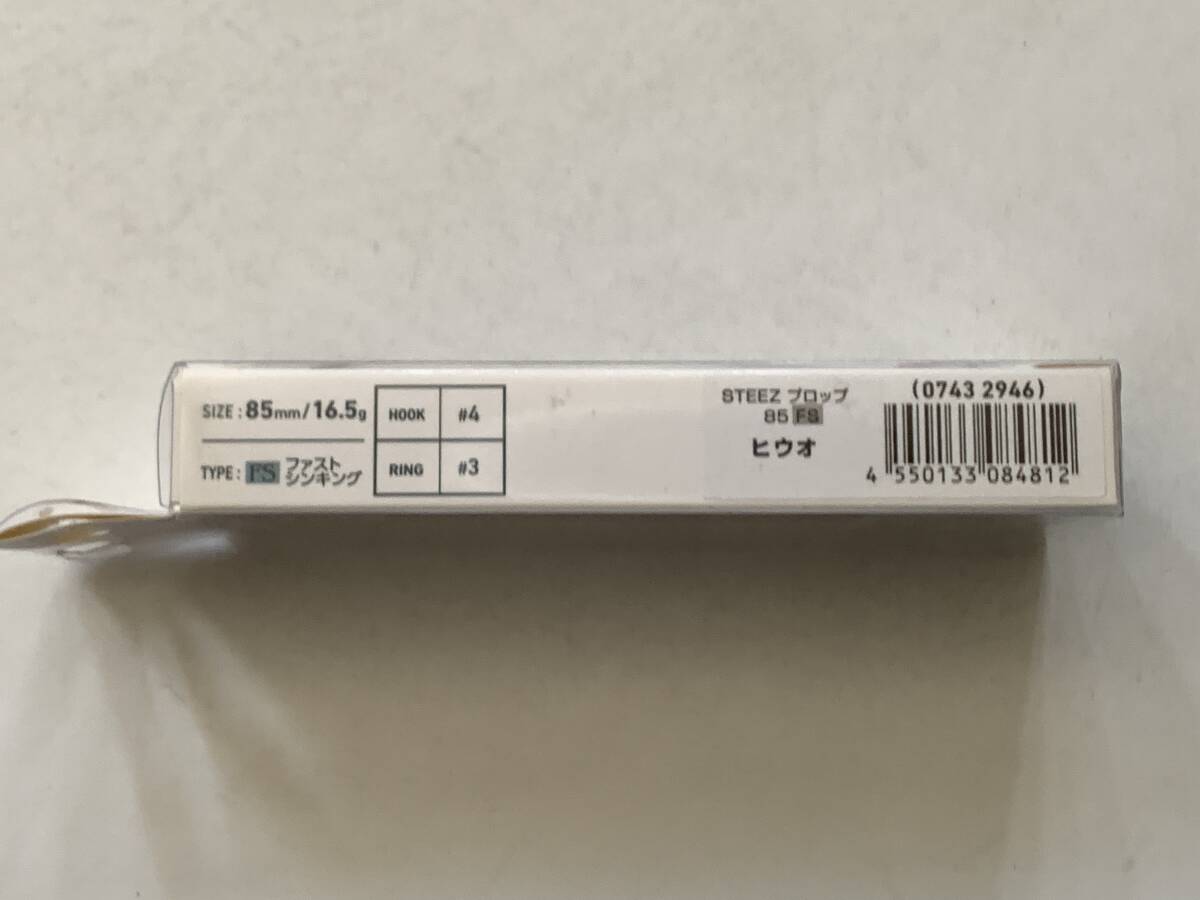 SIZE : 85mm/16.5g
TYPE : FS ファスト
シンキング
HOOK #4
RING #3
STEEZ プロップ
85 FS
ヒウオ
(0743 2946)
4 550133 084812